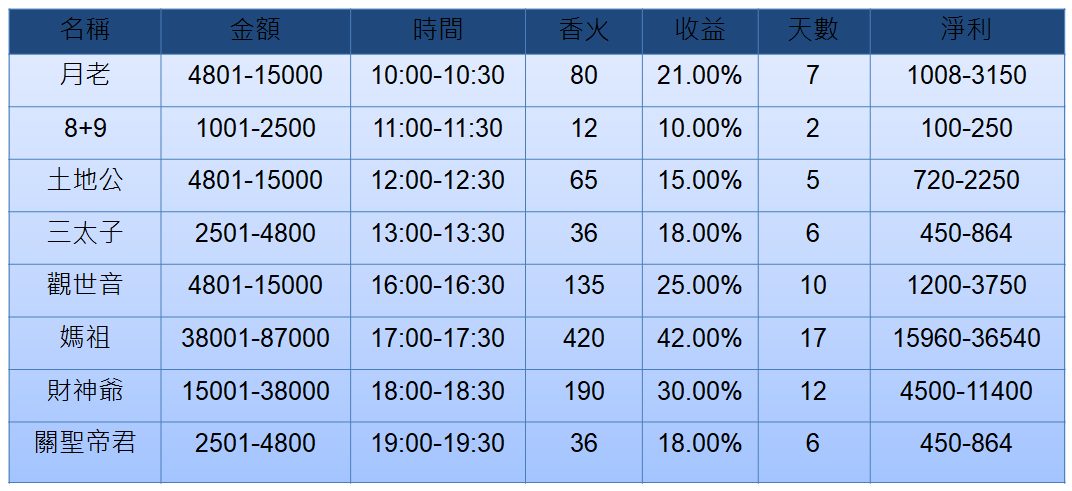 名稱 金額 時間 香火 收益 天數 淨利
月老 4801-15000 10:00-10:30 80 21.00% 7 1008-3150
8+9 1001-2500 11:00-11:30 12 10.00% 2 100-250
土地公 4801-15000 12:00-12:30 65 15.00% 5 720-2250
三太子 2501-4800 13:00-13:30 36 18.00% 6 450-864
觀世音 4801-15000 16:00-16:30 135 25.00% 10 1200-3750
媽祖 38001-87000 17:00-17:30 420 42.00% 17 15960-36540
財神爺 15001-38000 18:00-18:30 190 30.00% 12 4500-11400
關聖帝君 2501-4800 19:00-19:30 36 18.00% 6 450-864